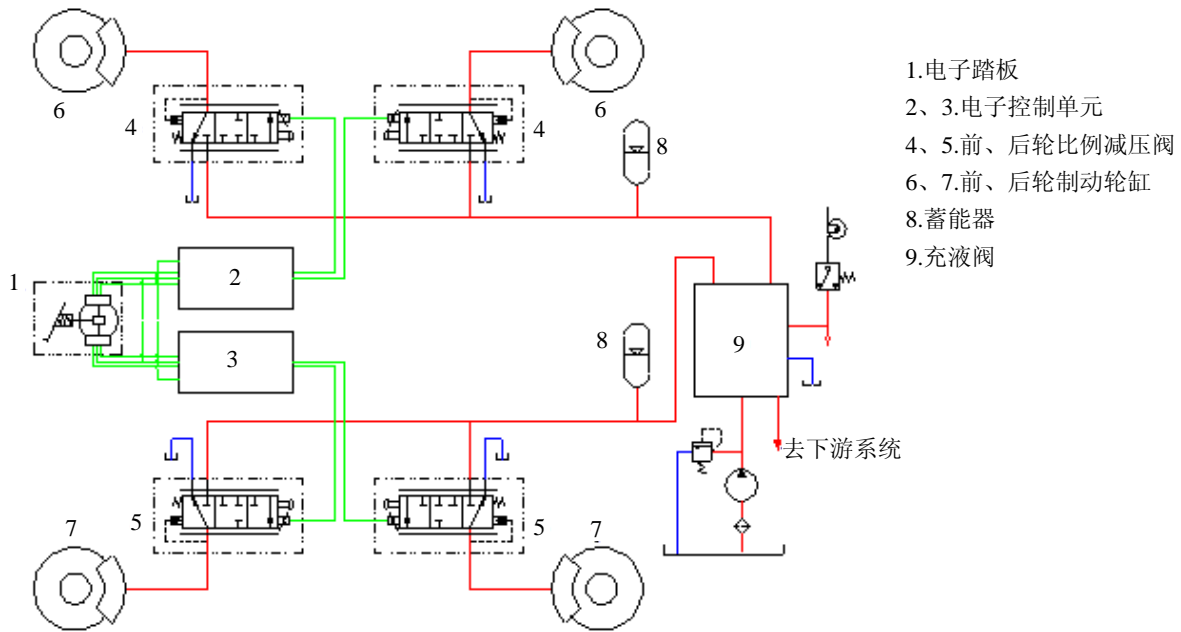 6
4
4
6
8
1.电子踏板
2、3.电子控制单元
4、5.前、后轮比例减压阀
6、7.前、后轮制动轮缸
8.蓄能器
9.充液阀
1
2
3
8
9
去下游系统
5
5
7
7